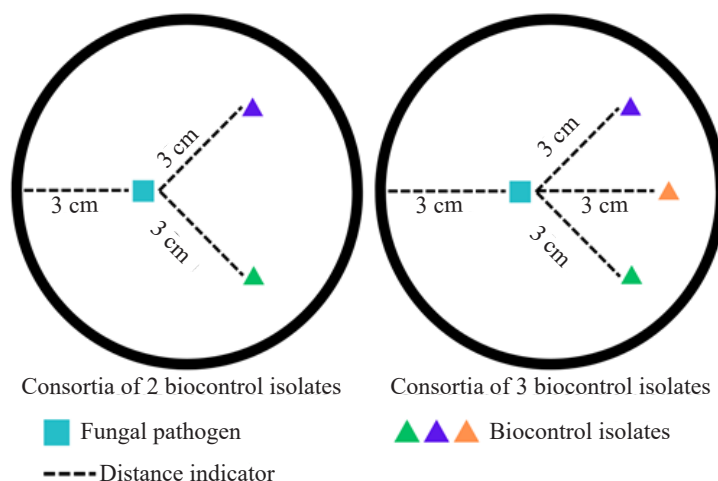 3 cm
3 cm
3 cm
3 cm
3 cm
3 cm
3 cm
Consortia of 2 biocontrol isolates
Consortia of 3 biocontrol isolates
Fungal pathogen
Biocontrol isolates
Distance indicator